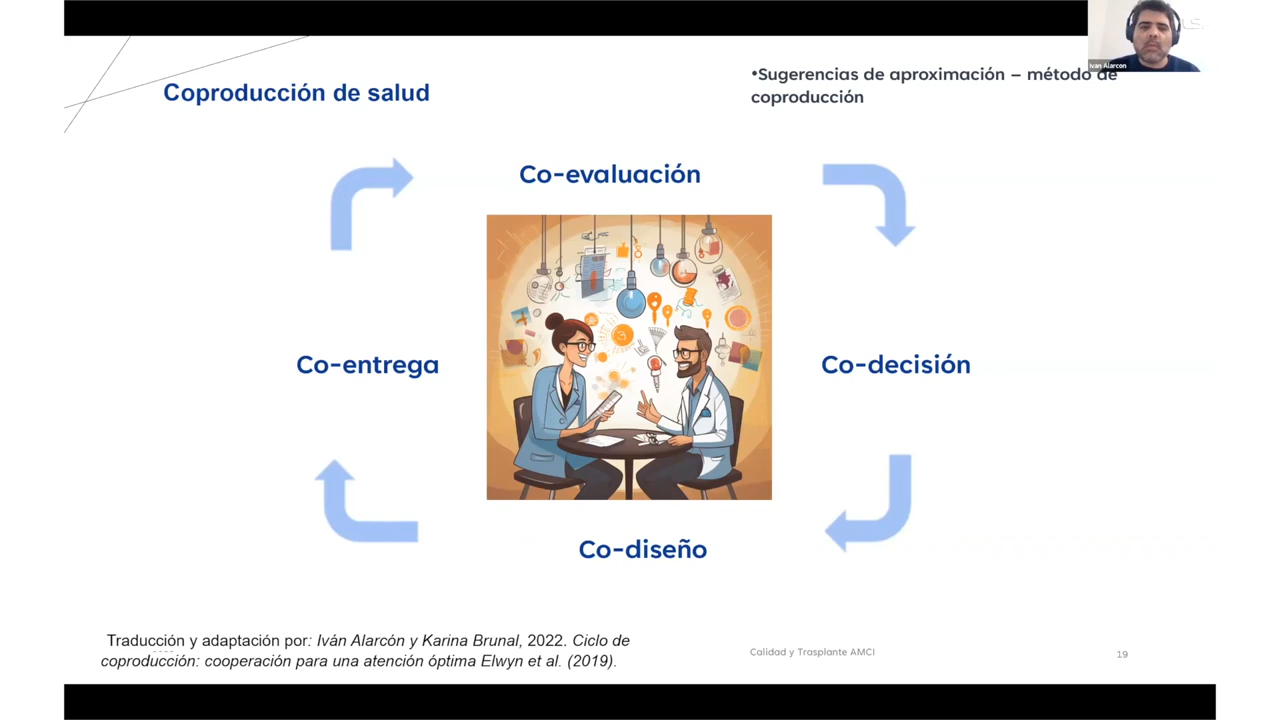 Ivan Alarcon
Coproducción de salud
•Sugerencias de aproximación – método de
coproducción
Co-evaluación
Co-entrega
Co-decisión
Co-diseño
Traducción y adaptación por: Iván Alarcón y Karina Brunal, 2022. Ciclo de
coproducción: cooperación para una atención óptima Elwyn et al. (2019).
Calidad y Trasplante AMCI
19